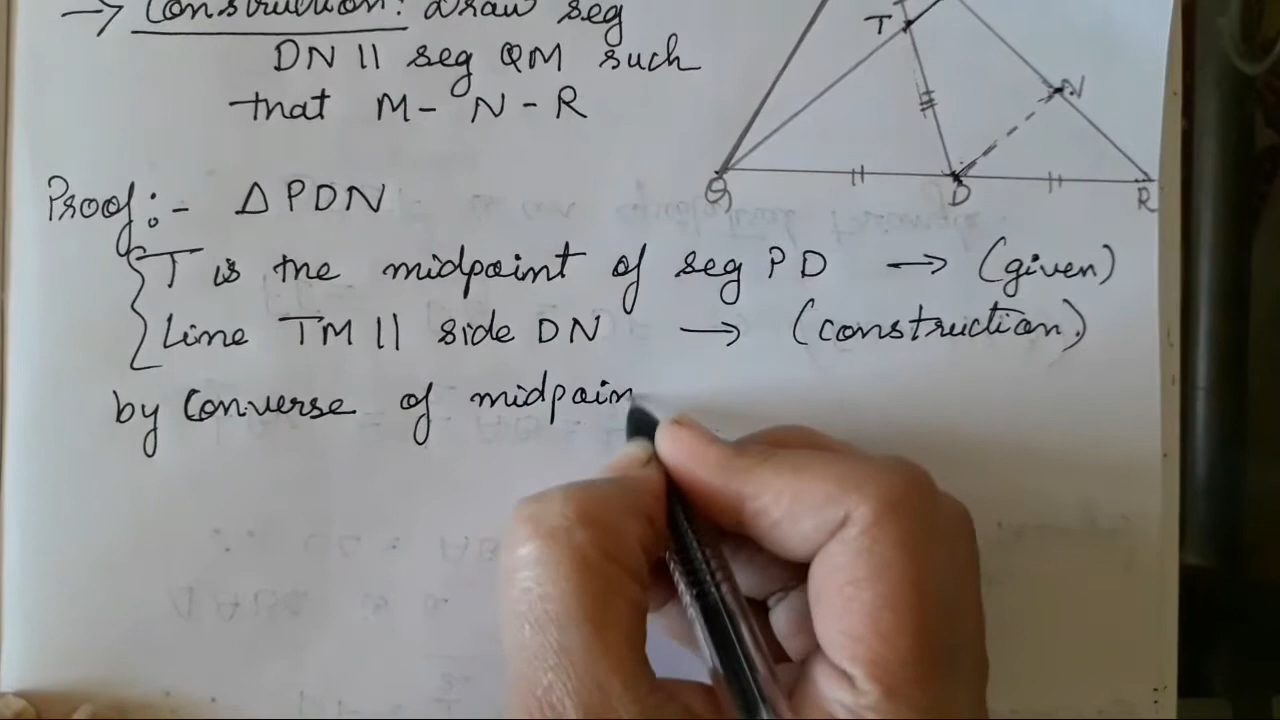 → Construction: Draw seg
DN || seg QM such
that M - N - R
T
N
Q
D
R
Proof :- Δ PDN
T is the midpoint of seg PD → (given)
Line TM || side DN → (construction)
by Converse of midpoin